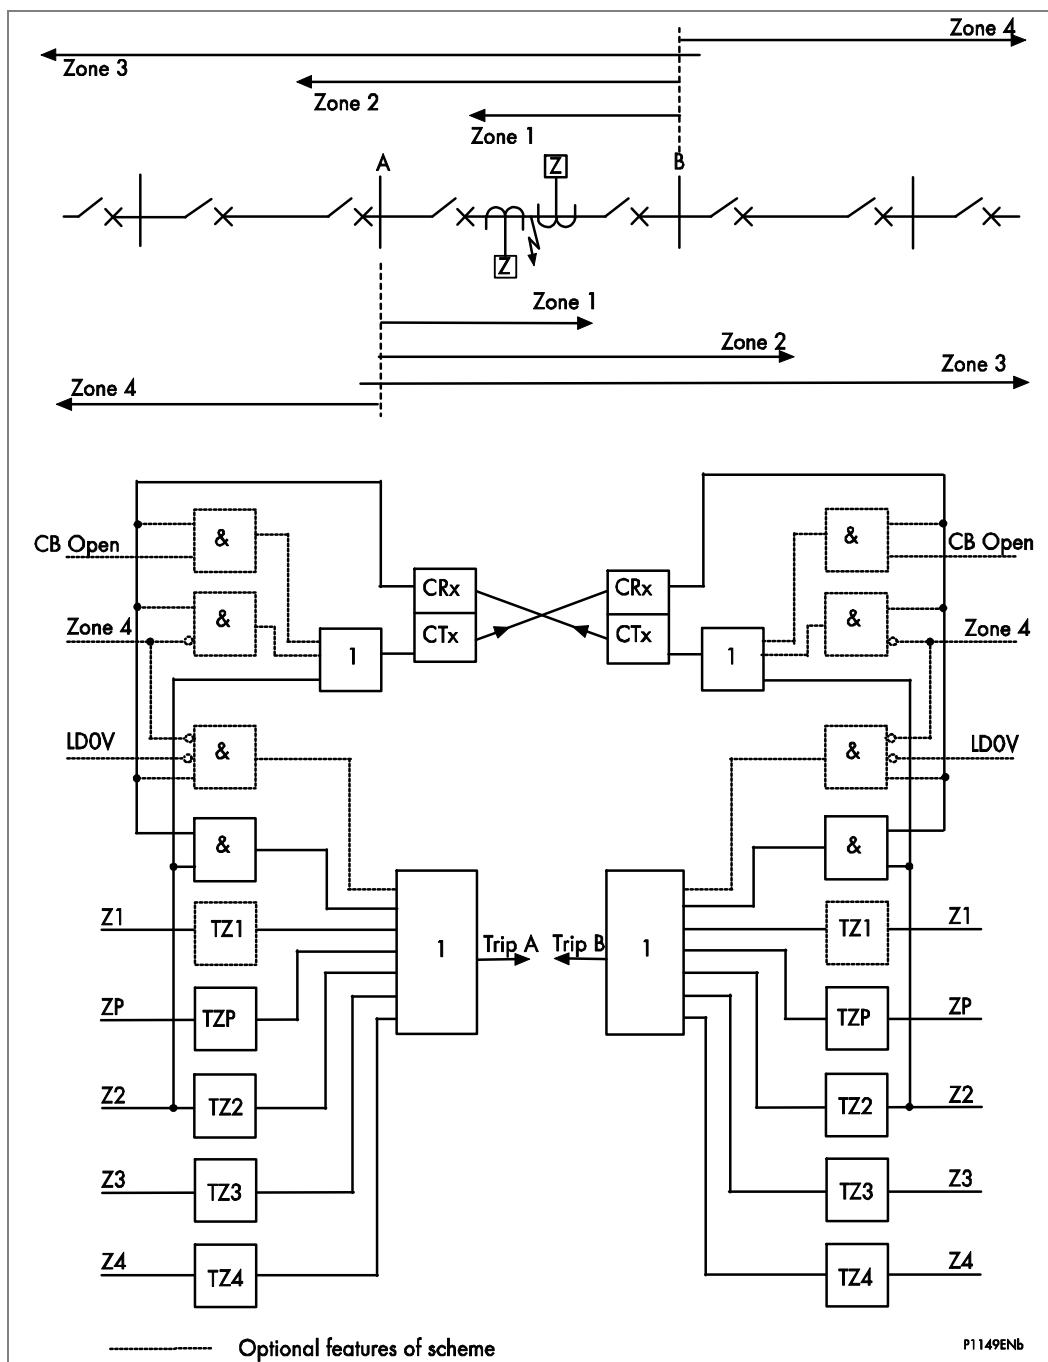 Zone 4
Zone 3
Zone 2
Zone 1
A
Z
B
Z
Zone 1
Zone 2
Zone 3
Zone 4
& &
CB Open CRx CRx CB Open
Zone 4 & CTx CTx & Zone 4
1 1
LD0V & & LD0V
& &
Z1 TZ1 TZ1 Z1
1 Trip A Trip B 1
ZP TZP TZP ZP
Z2 TZ2 TZ2 Z2
Z3 TZ3 TZ3 Z3
Z4 TZ4 TZ4 Z4
Optional features of scheme
P1149ENb